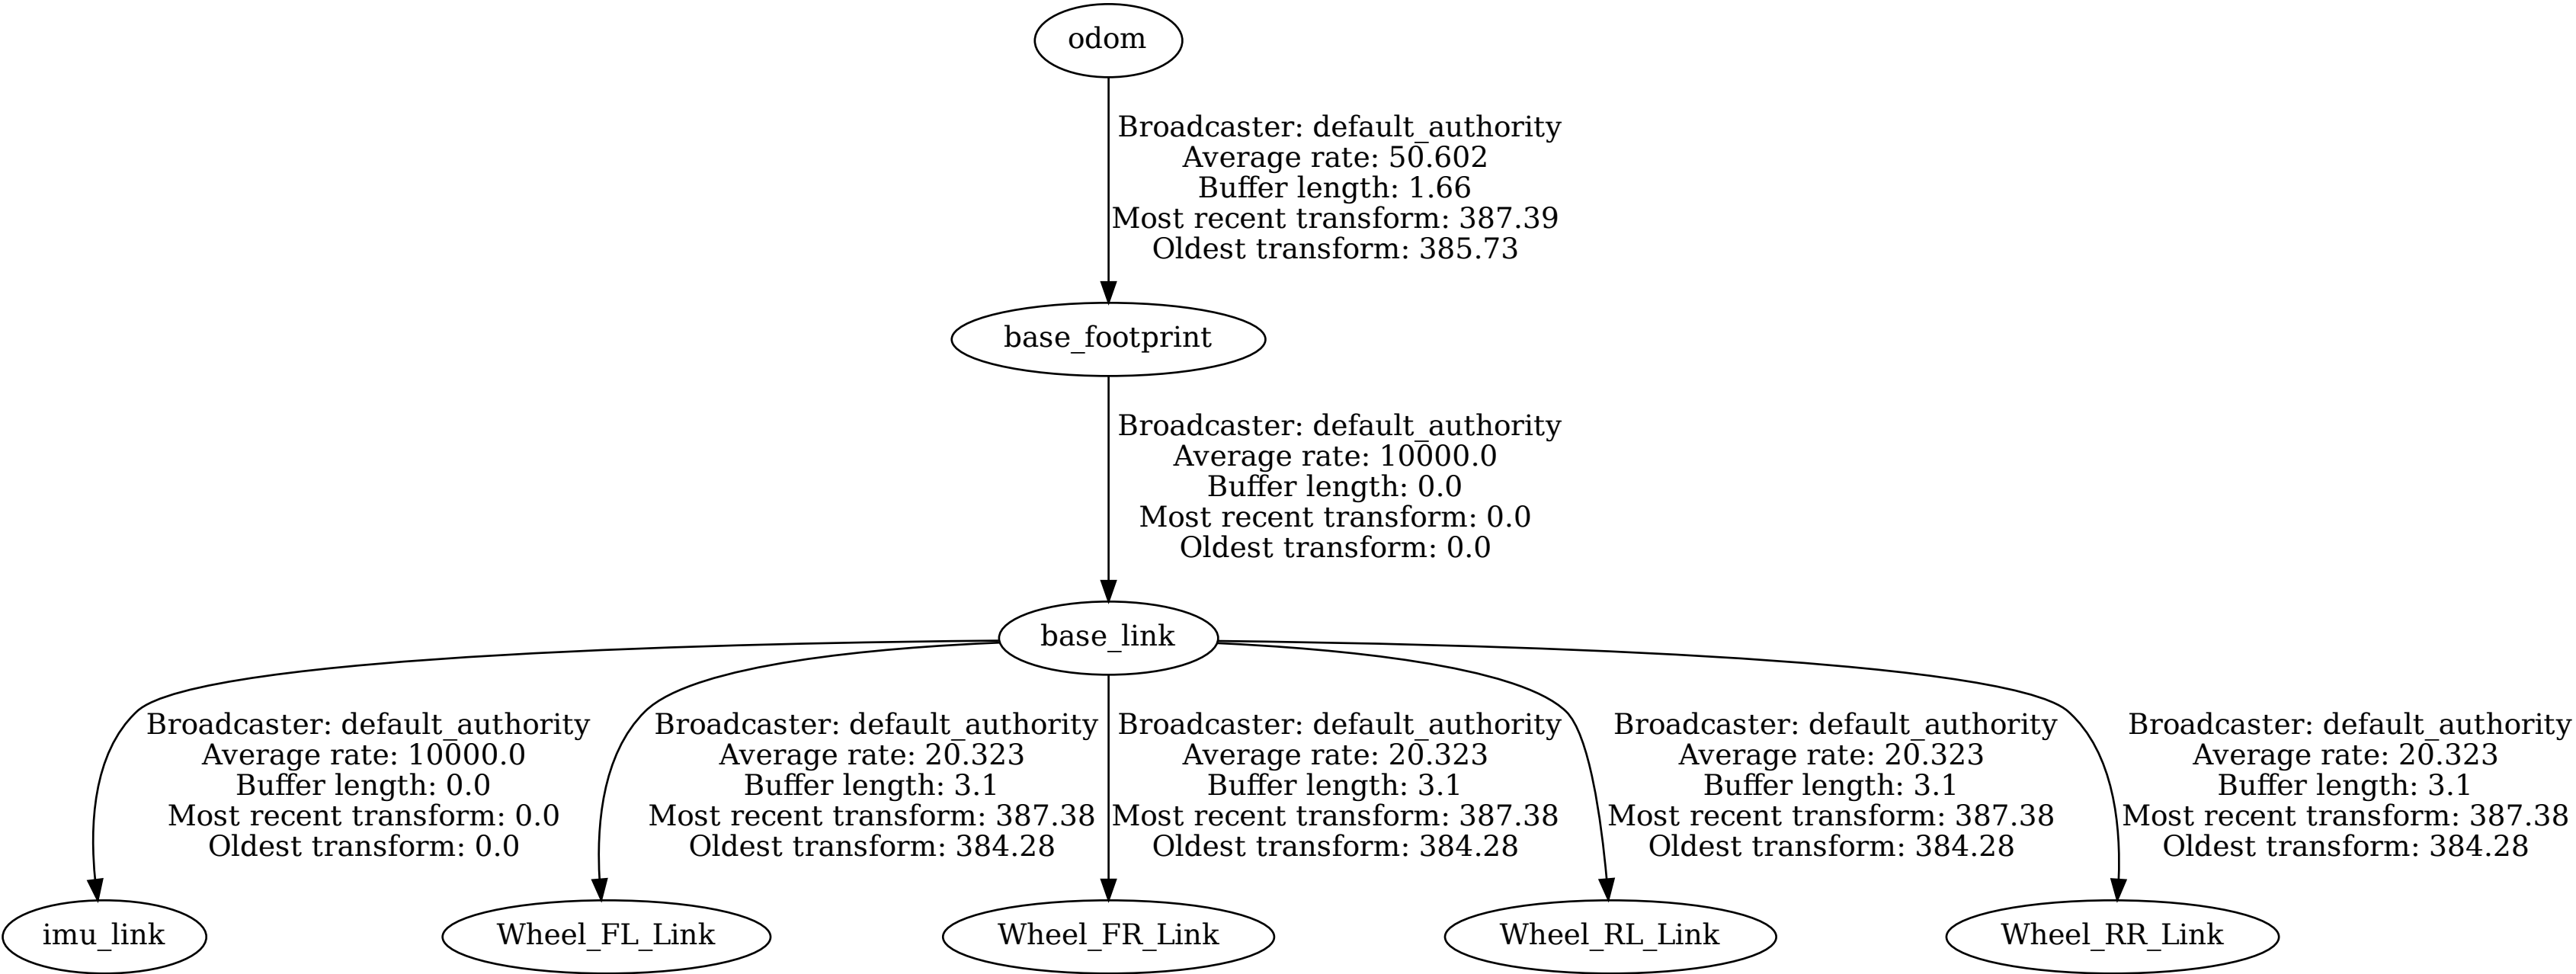 odom
Broadcaster: default_authority
Average rate: 50.602
Buffer length: 1.66
Most recent transform: 387.39
Oldest transform: 385.73
base_footprint
Broadcaster: default_authority
Average rate: 10000.0
Buffer length: 0.0
Most recent transform: 0.0
Oldest transform: 0.0
base_link
Broadcaster: default_authority
Average rate: 10000.0
Buffer length: 0.0
Most recent transform: 0.0
Oldest transform: 0.0
Broadcaster: default_authority
Average rate: 20.323
Buffer length: 3.1
Most recent transform: 387.38
Oldest transform: 384.28
Broadcaster: default_authority
Average rate: 20.323
Buffer length: 3.1
Most recent transform: 387.38
Oldest transform: 384.28
Broadcaster: default_authority
Average rate: 20.323
Buffer length: 3.1
Most recent transform: 387.38
Oldest transform: 384.28
Broadcaster: default_authority
Average rate: 20.323
Buffer length: 3.1
Most recent transform: 387.38
Oldest transform: 384.28
imu_link
Wheel_FL_Link
Wheel_FR_Link
Wheel_RL_Link
Wheel_RR_Link